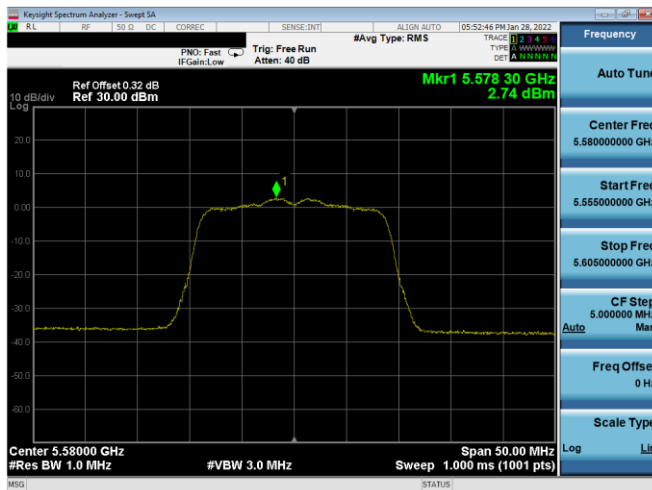 Keysight Spectrum Analyzer - Swept SA
RL RF 50 Ω DC CORREC SENSE:INT ALIGN AUTO 05:52:46 PM Jan 28, 2022
#Avg Type: RMS
TRACE 1 2 3 4 5 6
PNO: Fast Trig: Free Run TYPE A WWWWW
IFGain:Low Atten: 40 dB DET A N N N N N
Mkr1 5.578 30 GHz
Ref Offset 0.32 dB
10 dB/div Ref 30.00 dBm 2.74 dBm
Log
1
20.0
10.0
0.00
-10.0
-20.0
-30.0
-40.0
-50.0
-60.0
Center 5.58000 GHz Span 50.00 MHz
#Res BW 1.0 MHz #VBW 3.0 MHz Sweep 1.000 ms (1001 pts)
MSG STATUS
Frequency
Auto Tune
Center Freq
5.580000000 GHz
Start Freq
5.555000000 GHz
Stop Freq
5.605000000 GHz
CF Step
5.000000 MHz
Auto Man
Freq Offset
0 Hz
Scale Type
Log Lin